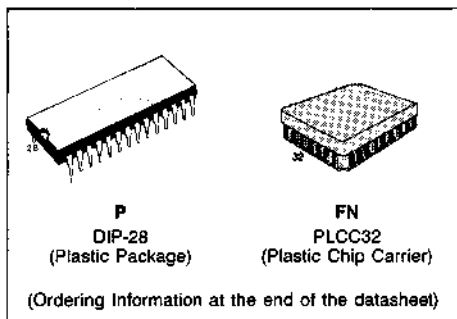 28
32
P
FN
DIP-28
PLCC32
(Plastic Package)
(Plastic Chip Carrier)
(Ordering Information at the end of the datasheet)